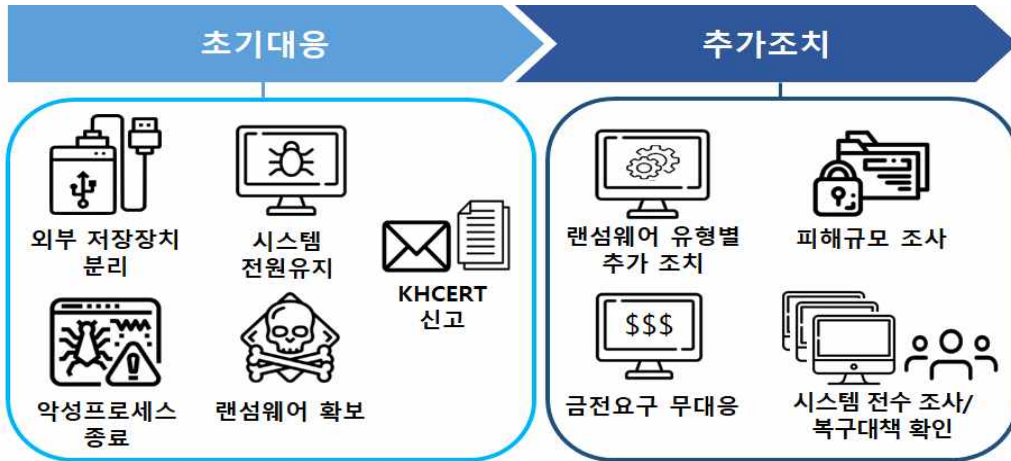 초기대응
추가조치
외부 저장장치
분리
시스템
전원유지
KHCERT
신고
악성프로세스
종료
랜섬웨어 확보
랜섬웨어 유형별
추가 조치
피해규모 조사
$$$
금전요구 무대응
시스템 전수 조사/
복구대책 확인